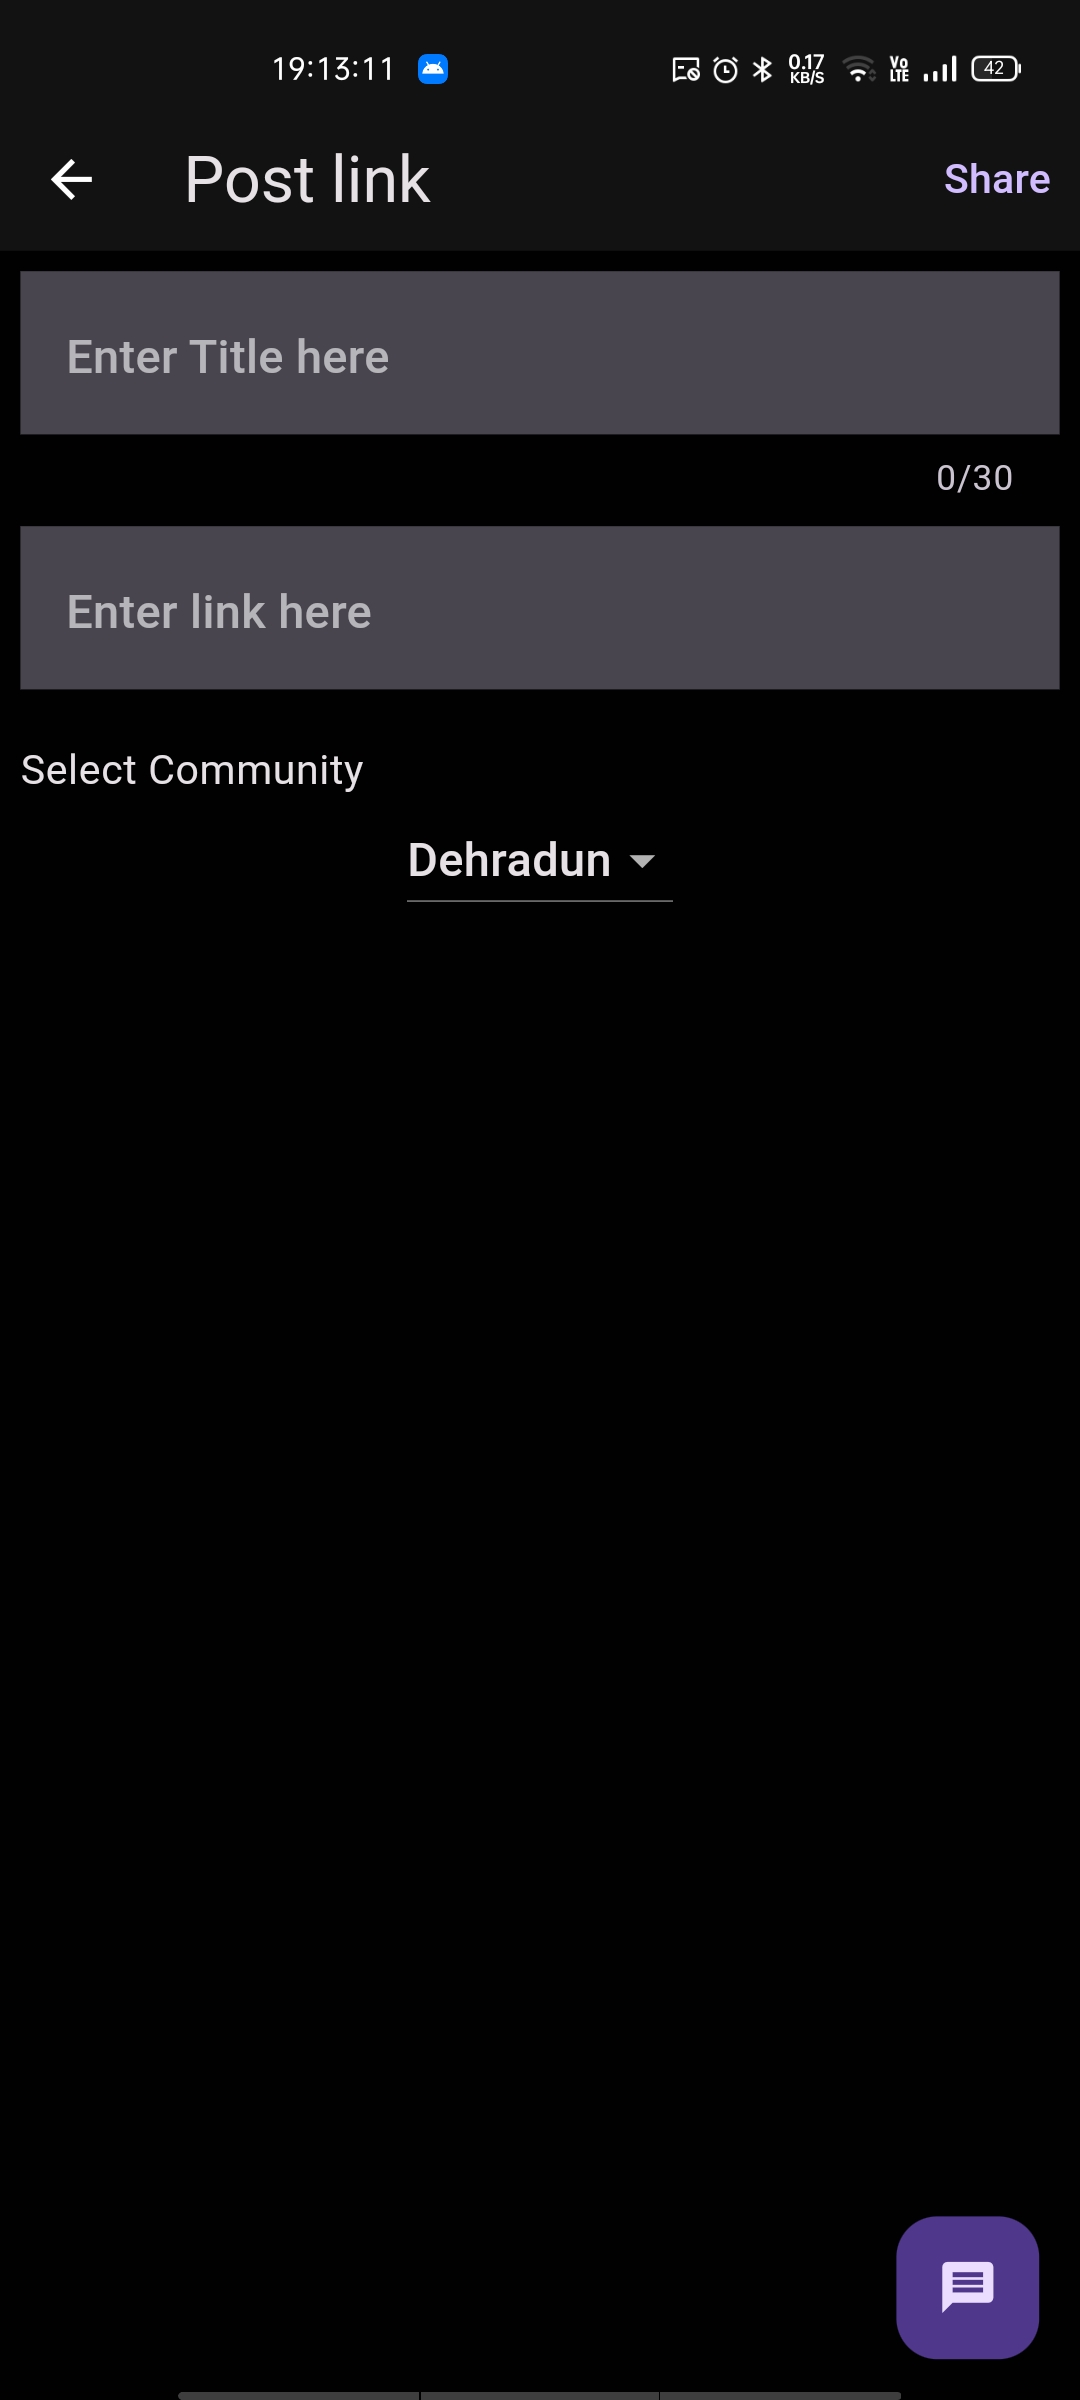 19:13:11 0.17 KB/S Vo LTE 42
Post link Share
Enter Title here
0/30
Enter link here
Select Community
Dehradun